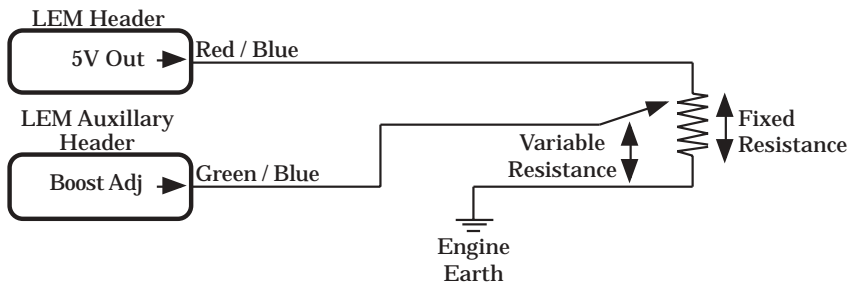 LEM Header
5V Out
Red / Blue
LEM Auxillary
Header
Boost Adj
Green / Blue
Variable
Resistance
Fixed
Resistance
Engine
Earth